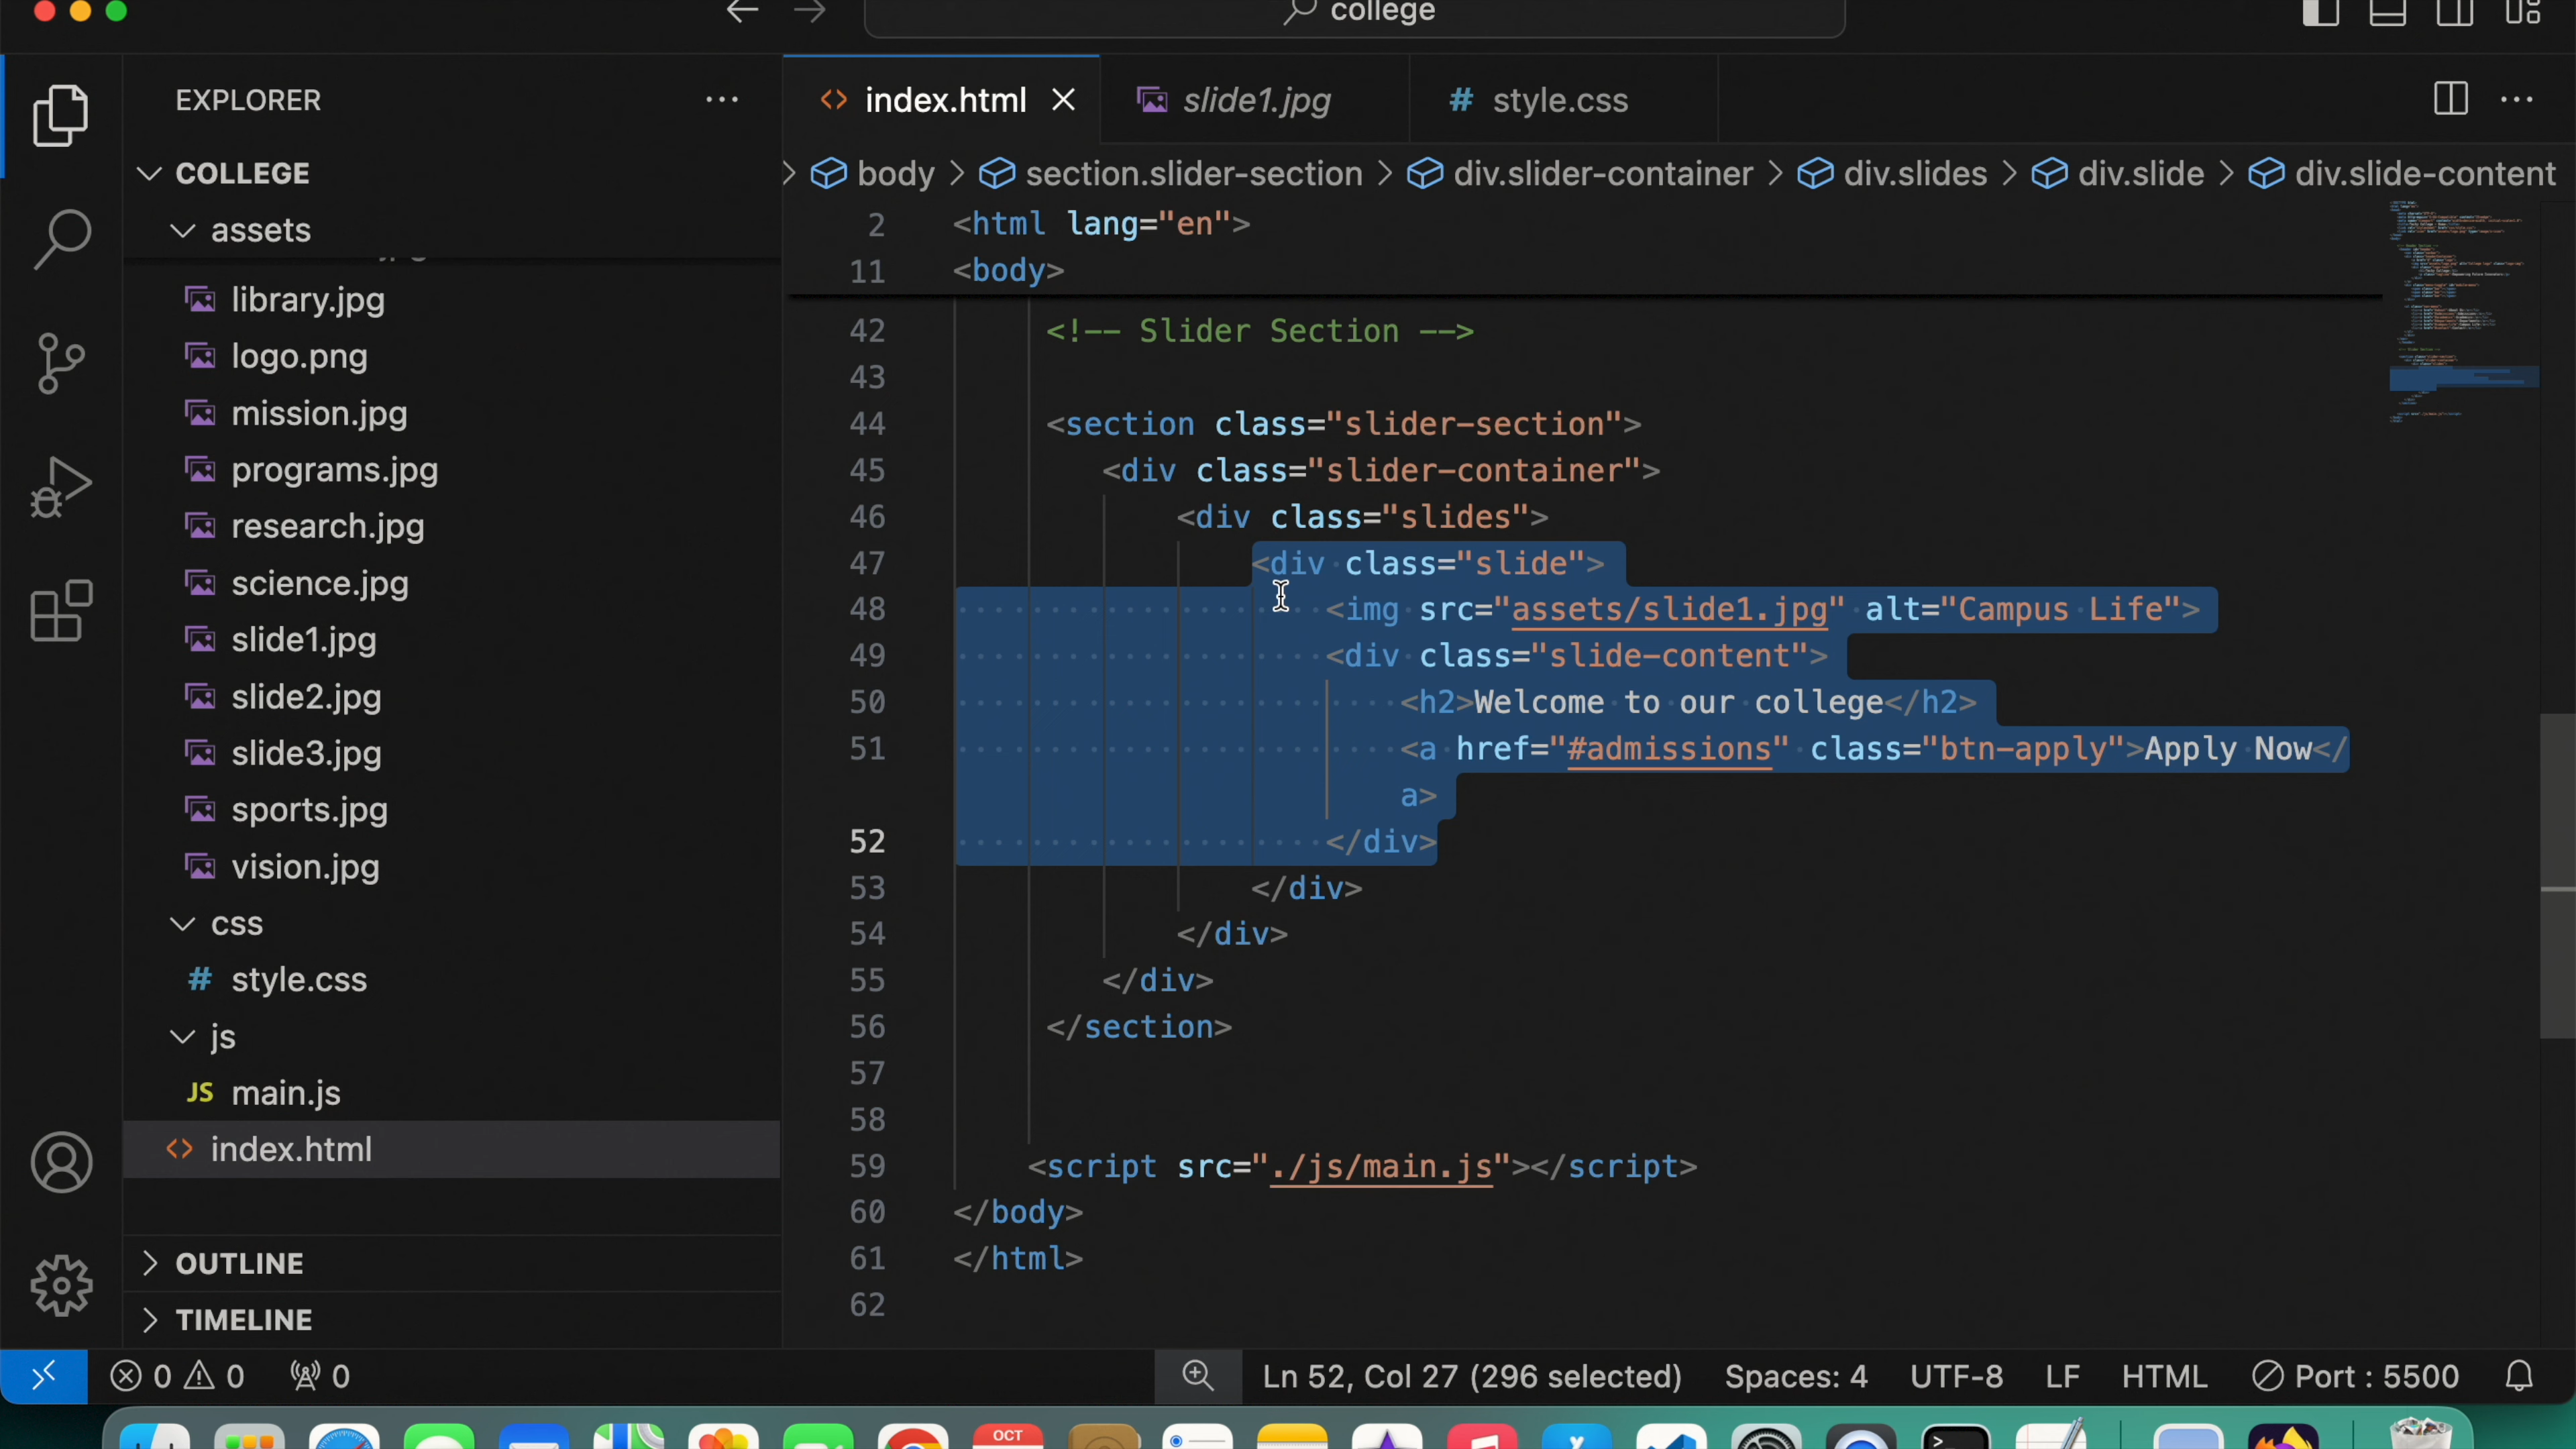 college
EXPLORER
index.html
slide1.jpg
# style.css
COLLEGE
body > section.slider-section > div.slider-container > div.slides > div.slide > div.slide-content
assets
library.jpg
logo.png
mission.jpg
programs.jpg
research.jpg
science.jpg
slide1.jpg
slide2.jpg
slide3.jpg
sports.jpg
vision.jpg
css
# style.css
js
JS main.js
index.html
OUTLINE
TIMELINE
2 <html lang="en">
11 <body>
42 <!-- Slider Section -->
43
44 <section class="slider-section">
45 <div class="slider-container">
46 <div class="slides">
47 <div class="slide">
48 <img src="assets/slide1.jpg" alt="Campus Life">
49 <div class="slide-content">
50 <h2>Welcome to our college</h2>
51 <a href="#admissions" class="btn-apply">Apply Now</
a>
52 </div>
53 </div>
54 </div>
55 </div>
56 </section>
57
58
59 <script src="./js/main.js"></script>
60 </body>
61 </html>
62
0 0 0 Ln 52, Col 27 (296 selected) Spaces: 4 UTF-8 LF HTML Port : 5500
OCT